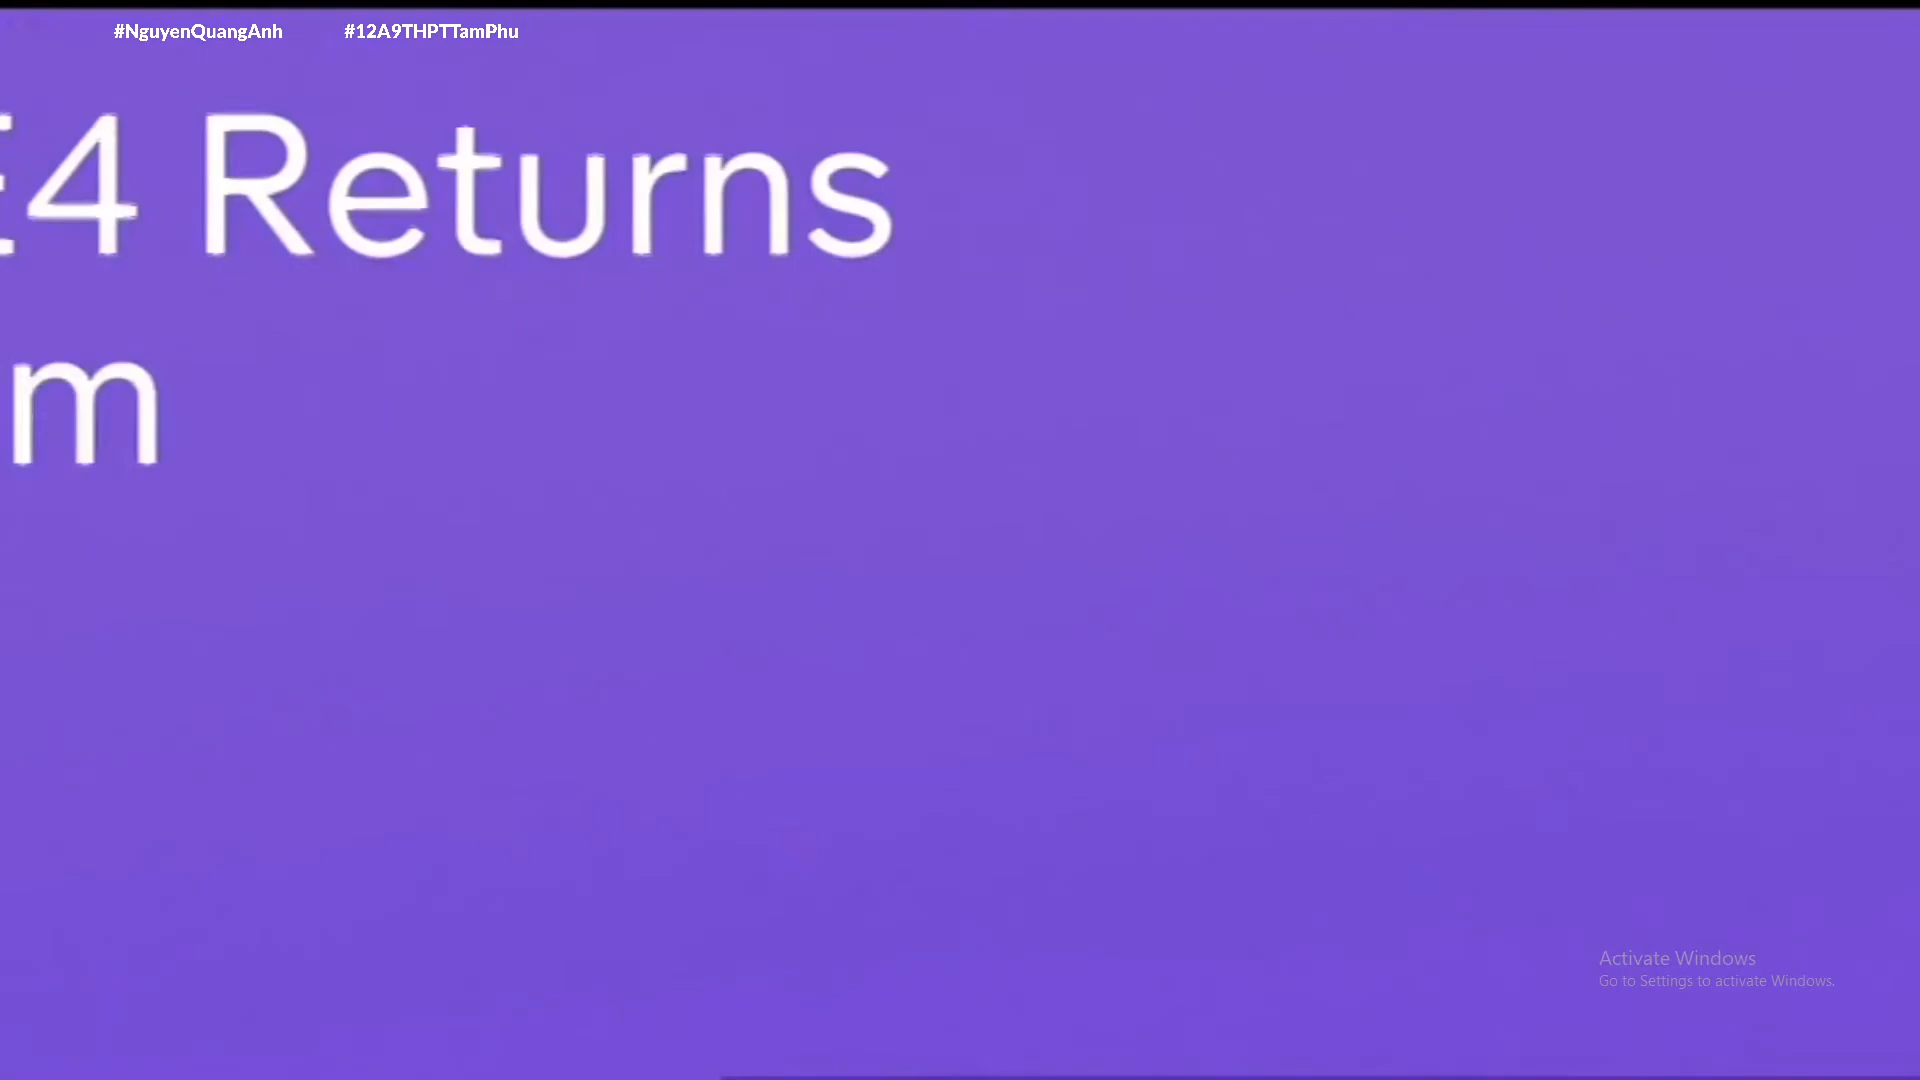 #NguyenQuangAnh #12A9THPTTamPhu
4 Returns
m
Activate Windows
Go to Settings to activate Windows.